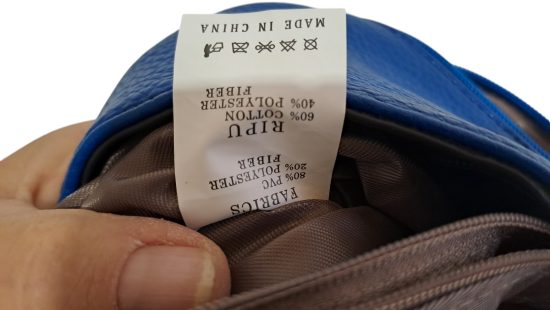 FABRICS
80% PVC
20% POLYESTER
FIBER
RIPU
60% COTTON
40% POLYESTER
FIBER
MADE IN
CHINA